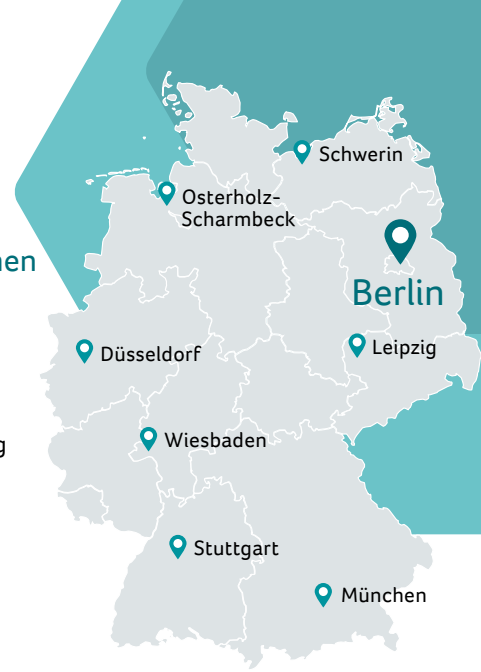 Schwerin
Osterholz-
Scharmbeck
Berlin
Düsseldorf
Leipzig
Wiesbaden
Stuttgart
München